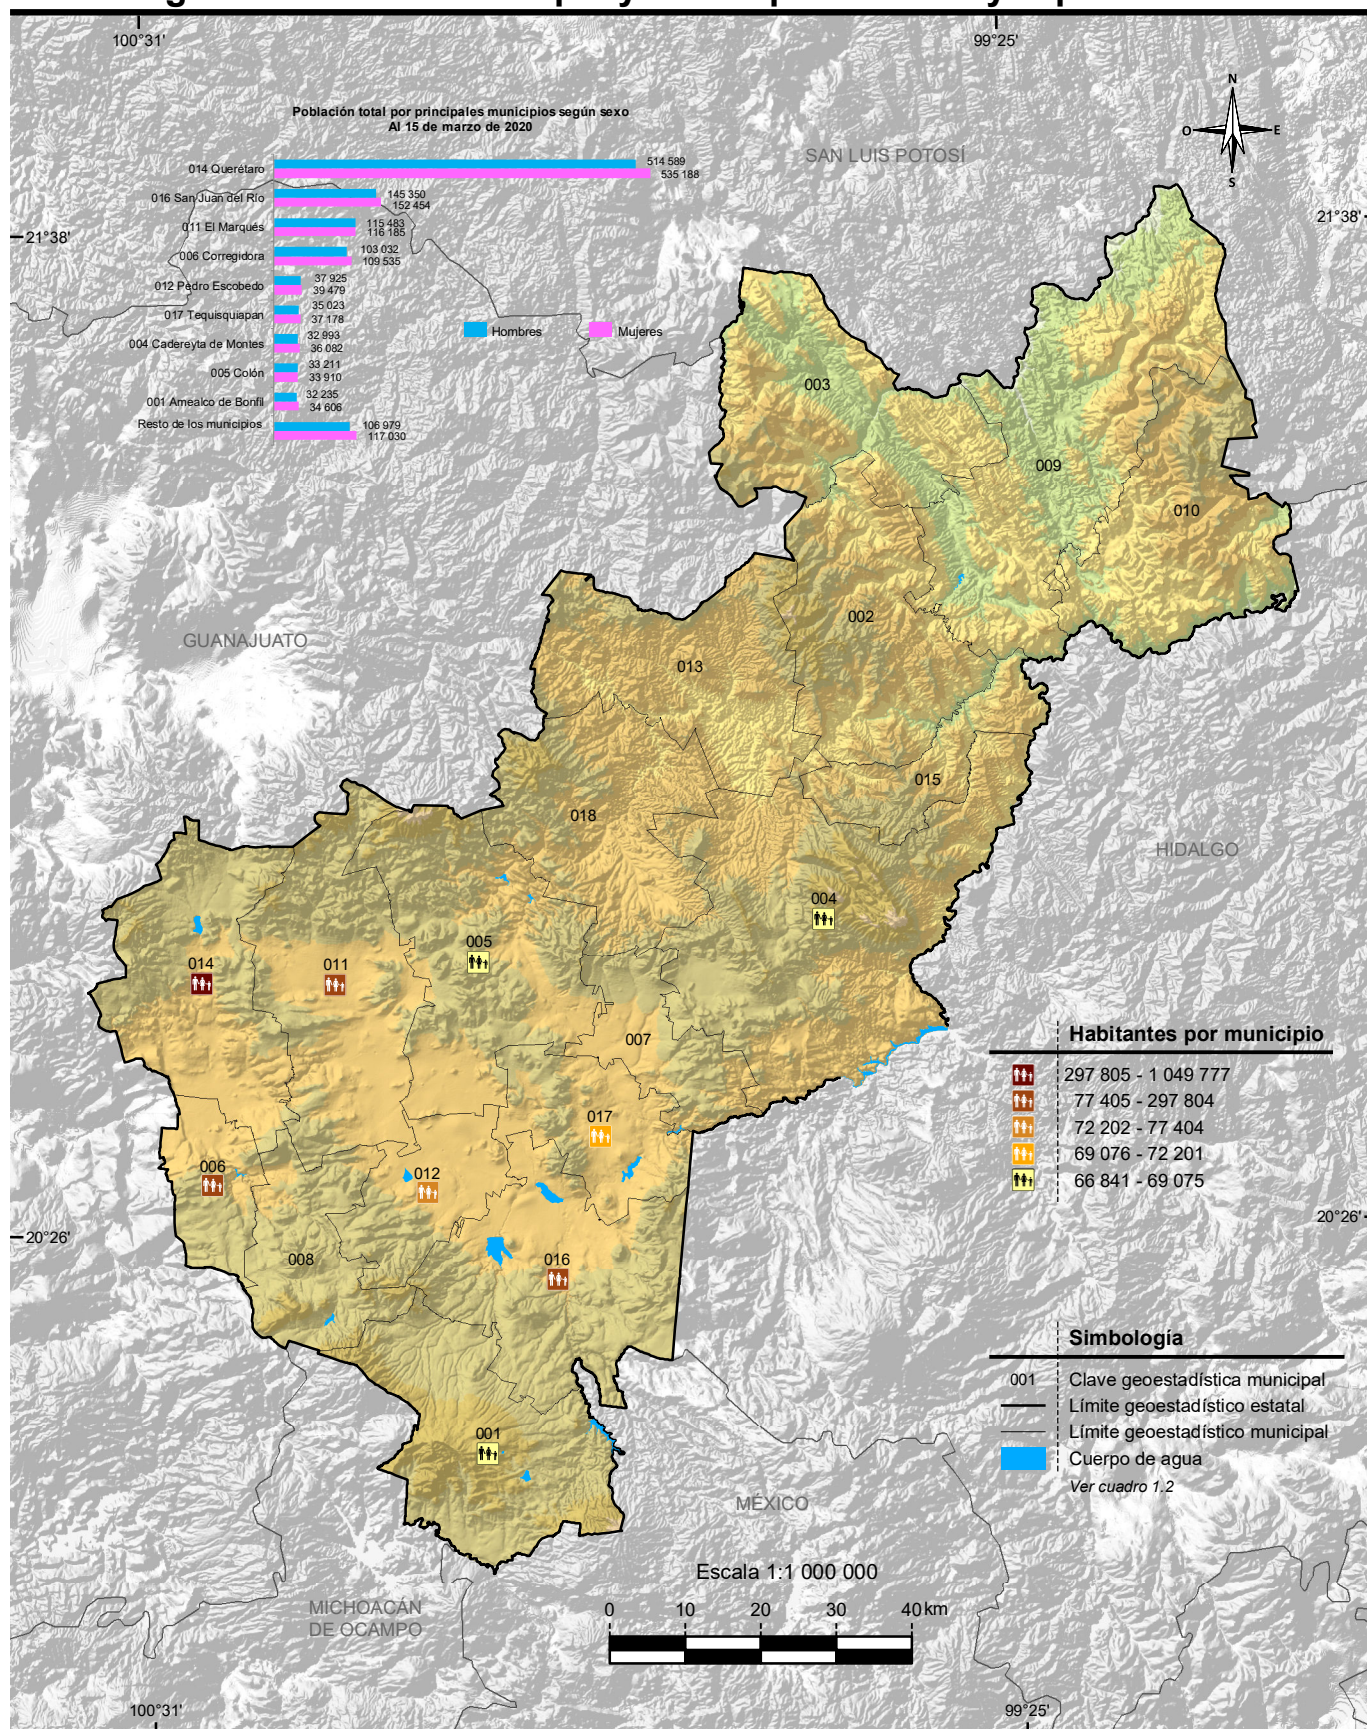 100°31'
99°25'
Población total por principales municipios según sexo
Al 15 de marzo de 2020
N
O
E
S
SAN LUIS POTOSÍ
014 Querétaro
514 589
535 188
016 San Juan del Río
145 350
152 454
011 El Marqués
115 483
116 185
006 Corregidora
103 032
109 535
012 Pedro Escobedo
37 925
39 479
017 Tequisquiapan
35 023
37 178
004 Cadereyta de Montes
32 993
36 082
005 Colón
33 211
33 910
001 Amealco de Bonfil
32 235
34 606
Resto de los municipios
106 979
117 030
Hombres
Mujeres
21°38'
21°38'
003
009
010
002
GUANAJUATO
013
015
018
HIDALGO
004
005
014
011
007
017
006
012
008
016
001
Habitantes por municipio
297 805 - 1 049 777
77 405 - 297 804
72 202 - 77 404
69 076 - 72 201
66 841 - 69 075
20°26'
20°26'
Simbología
001 Clave geoestadística municipal
Límite geoestadístico estatal
Límite geoestadístico municipal
Cuerpo de agua
Ver cuadro 1.2
MÉXICO
MICHOACÁN
DE OCAMPO
Escala 1:1 000 000
0 10 20 30 40 km
100°31'
99°25'